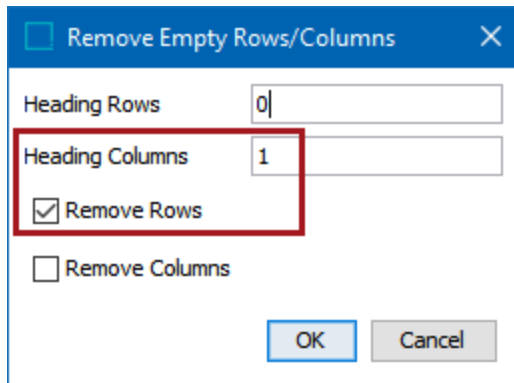 Remove Empty Rows/Columns
Heading Rows 0
Heading Columns 1
Remove Rows
Remove Columns
OK Cancel